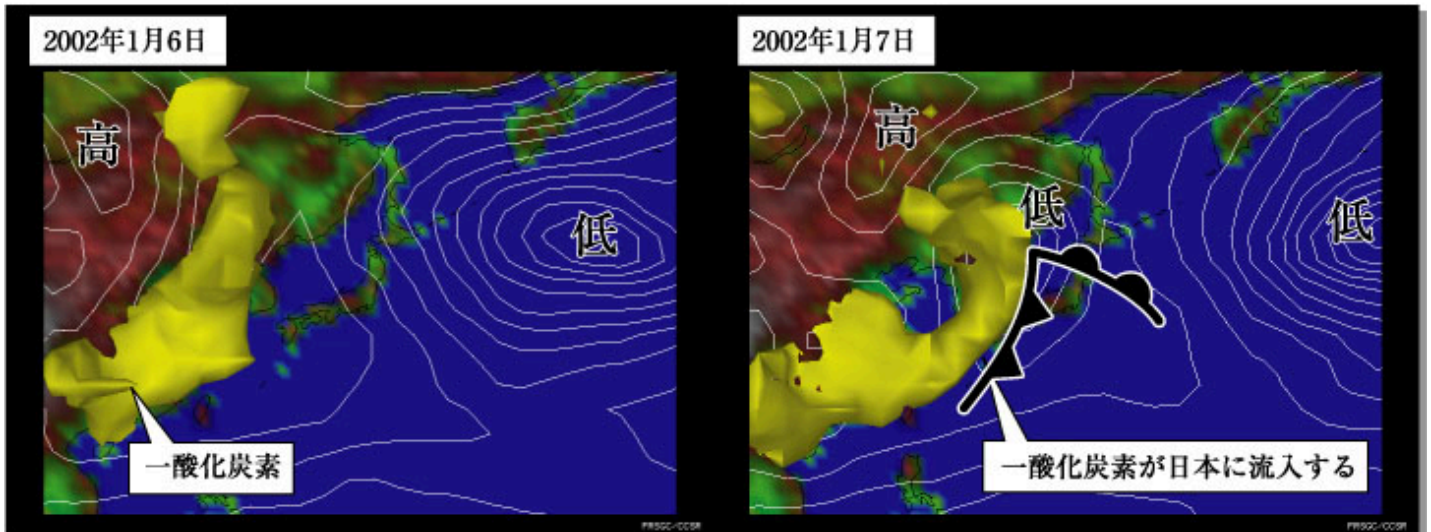 2002年1月6日
高
低
一酸化炭素
FRSGC/CCSR
2002年1月7日
高
低
低
一酸化炭素が日本に流入する
FRSGC/CCSR